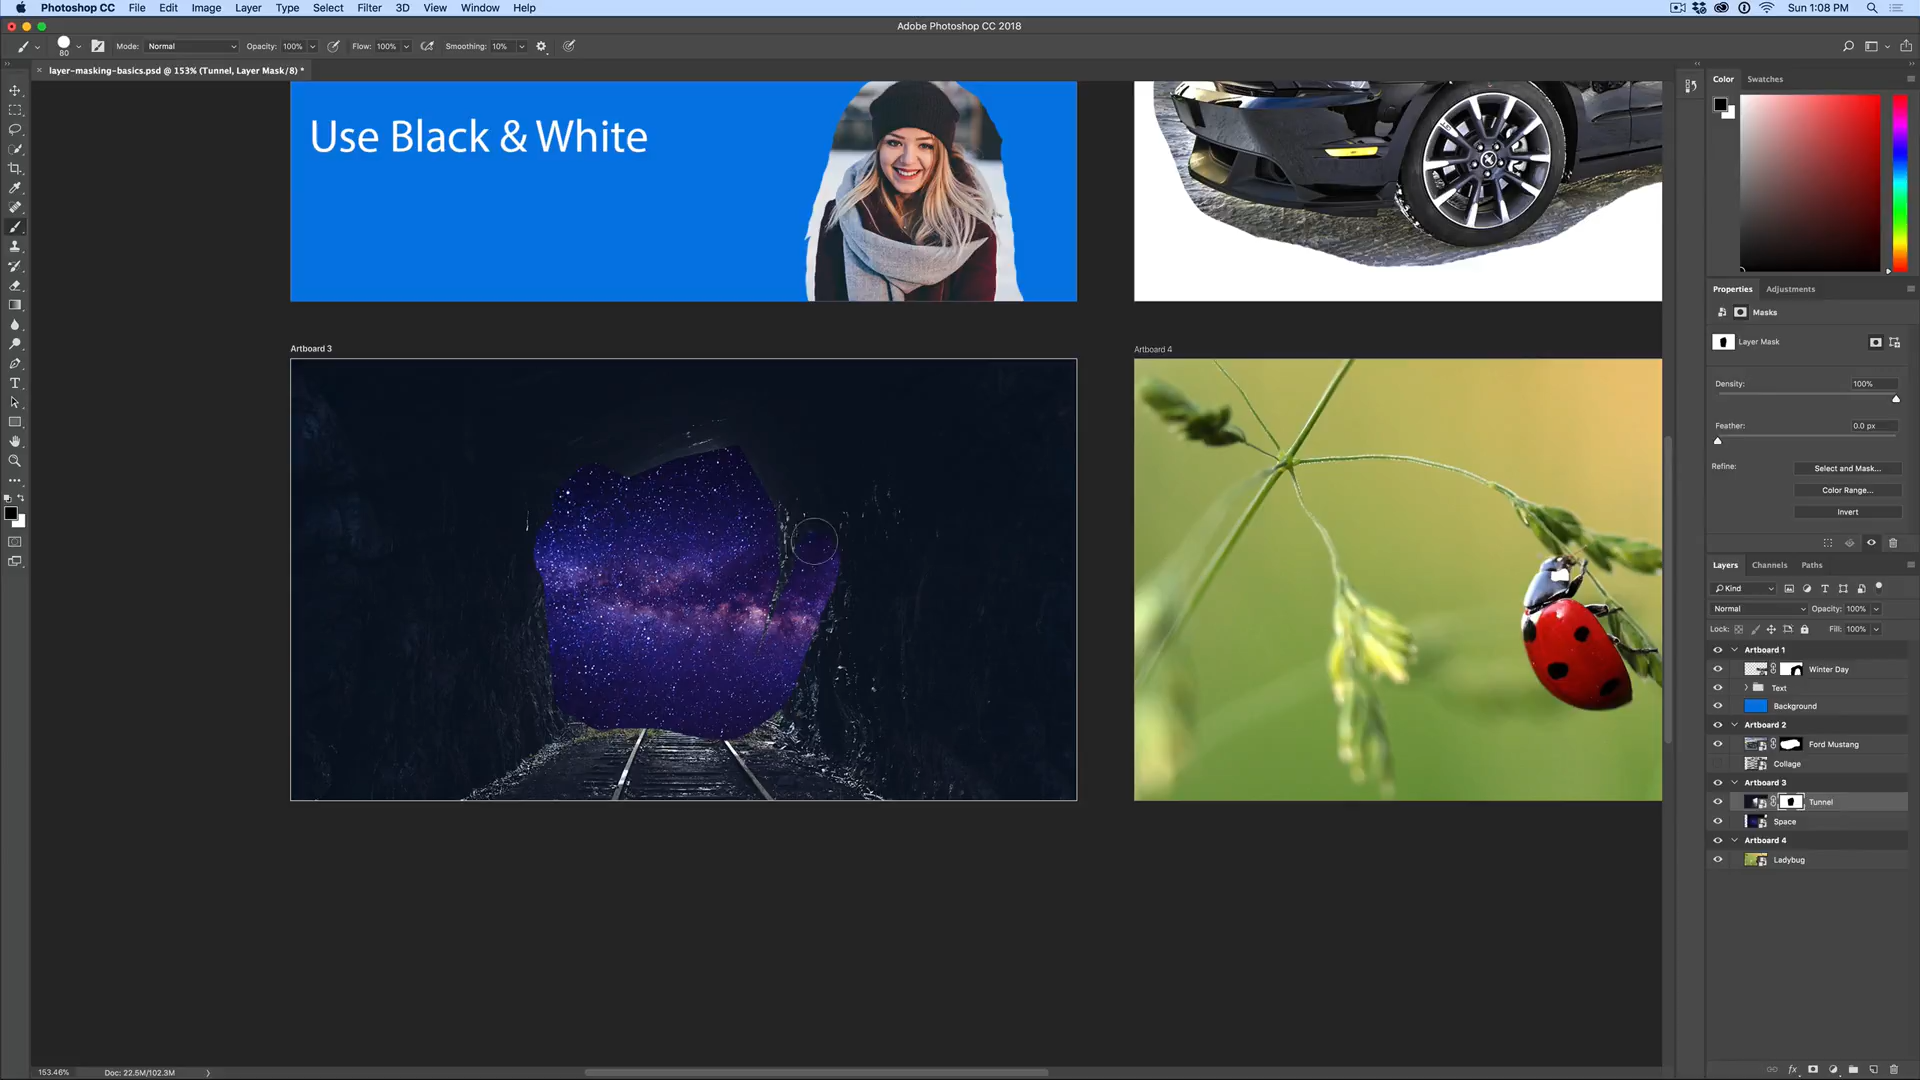 Photoshop CC File Edit Image Layer Type Select Filter 3D View Window Help Sun 1:08 PM
Adobe Photoshop CC 2018
80 Mode: Normal Opacity: 100% Flow: 100% Smoothing: 10%
layer-masking-basics.psd @ 153% (Tunnel, Layer Mask/8) *
Color Swatches
Use Black & White
Properties Adjustments
Masks
Layer Mask
Artboard 3
Artboard 4
Density: 100%
Feather: 0.0 px
Refine: Select and Mask...
Color Range...
Invert
Layers Channels Paths
Kind
Normal Opacity: 100%
Lock: Fill: 100%
Artboard 1
Winter Day
Text
Background
Artboard 2
Ford Mustang
Collage
Artboard 3
Tunnel
Space
Artboard 4
Ladybug
153.46% Doc: 22.5M/102.3M